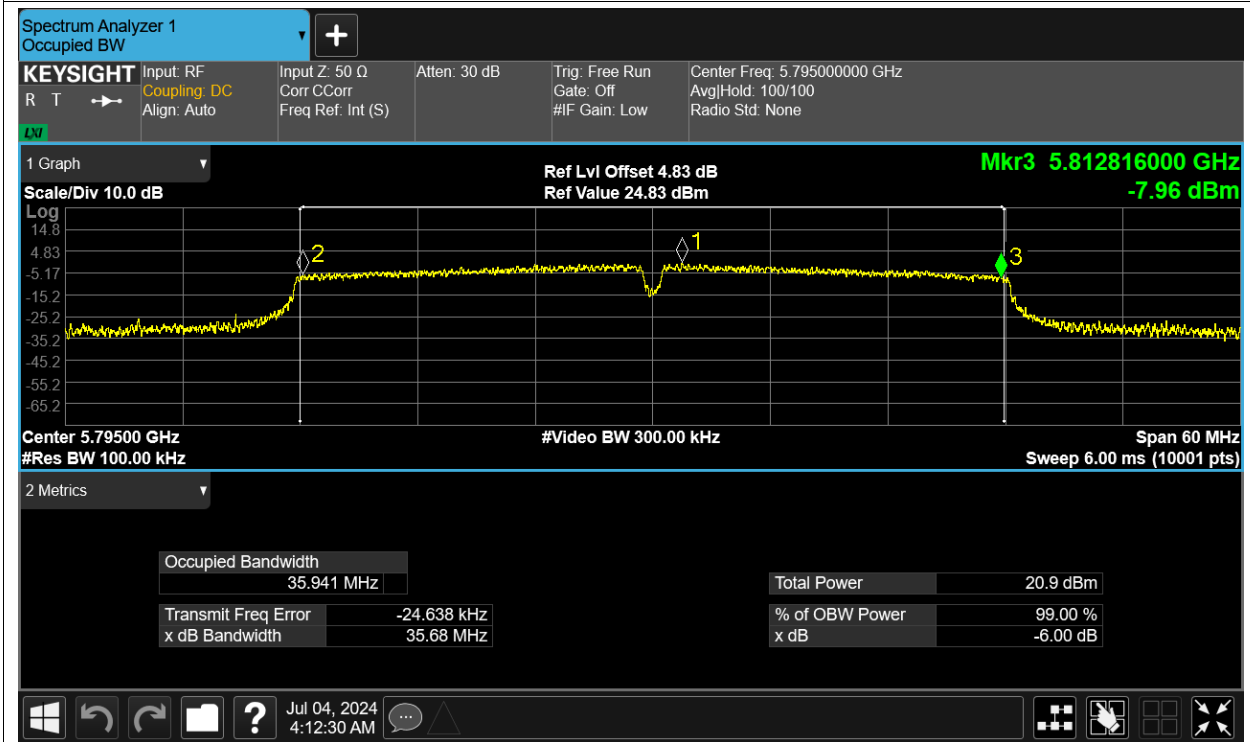 Spectrum Analyzer 1
Occupied BW
KEYSIGHT
R T
LXI
Input: RF
Coupling: DC
Align: Auto
Input Z: 50 Ω
Corr CCorr
Freq Ref: Int (S)
Atten: 30 dB
Trig: Free Run
Gate: Off
#IF Gain: Low
Center Freq: 5.795000000 GHz
Avg|Hold: 100/100
Radio Std: None
1 Graph
Scale/Div 10.0 dB
Ref Lvl Offset 4.83 dB
Ref Value 24.83 dBm
Mkr3 5.812816000 GHz
-7.96 dBm
Log
14.8
4.83
-5.17
-15.2
-25.2
-35.2
-45.2
-55.2
-65.2
2
1
3
Center 5.79500 GHz
#Res BW 100.00 kHz
#Video BW 300.00 kHz
Span 60 MHz
Sweep 6.00 ms (10001 pts)
2 Metrics
Occupied Bandwidth
35.941 MHz
Transmit Freq Error -24.638 kHz
x dB Bandwidth 35.68 MHz
Total Power 20.9 dBm
% of OBW Power 99.00 %
x dB -6.00 dB
?
Jul 04, 2024
4:12:30 AM